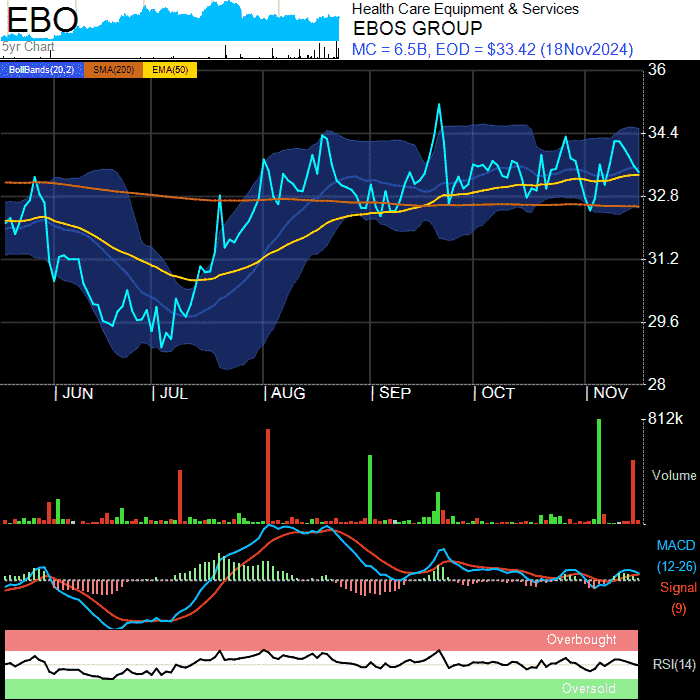 EBO
5yr Chart
Health Care Equipment & Services
EBOS GROUP
MC = 6.5B, EOD = $33.42 (18Nov2024)
BollBands(20,2) SMA(200) EMA(50)
36
34.4
32.8
31.2
29.6
28
| JUN | JUL | AUG | SEP | OCT | NOV
812k
Volume
MACD
(12-26)
Signal
(9)
Overbought
RSI(14)
Oversold